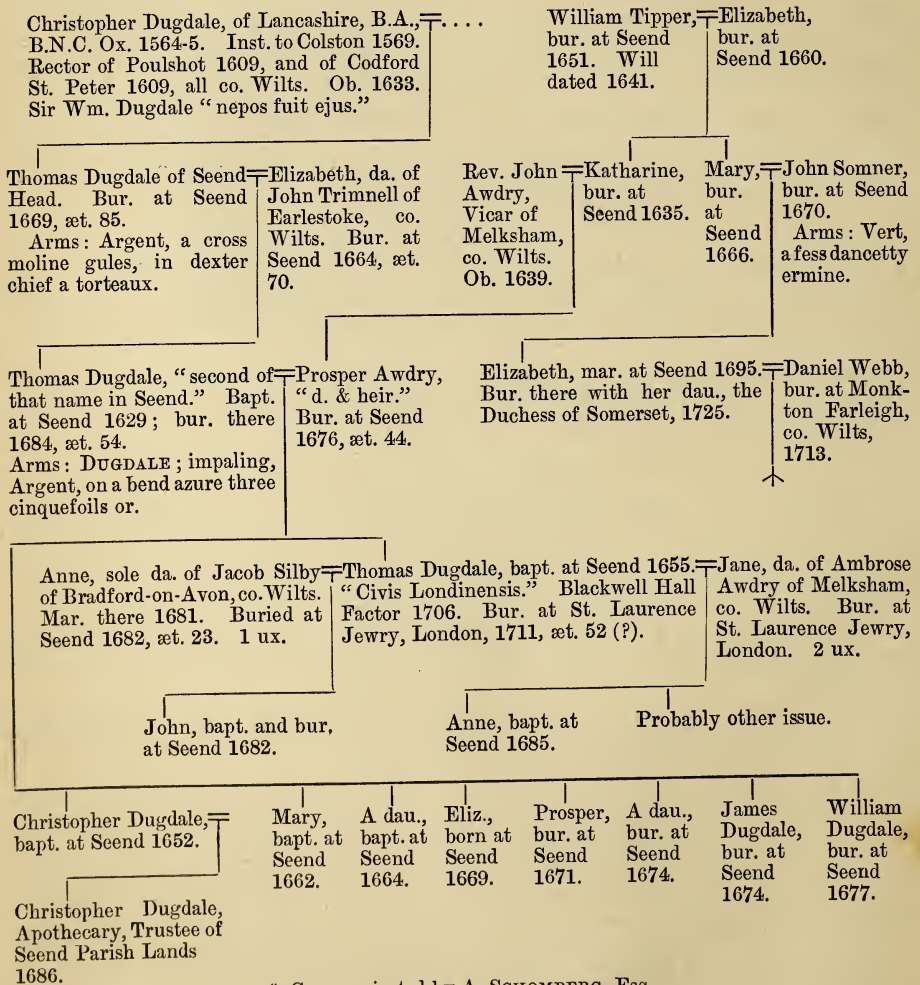 Christopher Dugdale, of Lancashire, B.A.,
B.N.C. Ox. 1564-5. Inst. to Colston 1569.
Rector of Poulshot 1609, and of Codford
St. Peter 1609, all co. Wilts. Ob. 1633.
Sir Wm. Dugdale “nepos fuit ejus.”
....
William Tipper,
bur. at Seend
1651. Will
dated 1641.
Elizabeth,
bur. at
Seend 1660.
Thomas Dugdale of Seend
Head. Bur. at Seend
1669, æt. 85.
Arms: Argent, a cross
moline gules, in dexter
chief a torteaux.
Elizabeth, da. of
John Trimnell of
Earlestoke, co.
Wilts. Bur. at
Seend 1664, æt.
70.
Rev. John
Awdry,
Vicar of
Melksham,
co. Wilts.
Ob. 1639.
Katharine,
bur. at
Seend 1635.
Mary,
bur.
at
Seend
1666.
John Somner,
bur. at Seend
1670.
Arms: Vert,
a fess dancetty
ermine.
Thomas Dugdale, “second of
that name in Seend.” Bapt.
at Seend 1629; bur. there
1684, æt. 54.
Arms: DUGDALE; impaling,
Argent, on a bend azure three
cinquefoils or.
Prosper Awdry,
“d. & heir.”
Bur. at Seend
1676, æt. 44.
Elizabeth, mar. at Seend 1695.
Bur. there with her dau., the
Duchess of Somerset, 1725.
Daniel Webb,
bur. at Monk-
ton Farleigh,
co. Wilts,
1713.
Anne, sole da. of Jacob Silby
of Bradford-on-Avon, co. Wilts.
Mar. there 1681. Buried at
Seend 1682, æt. 23. 1 ux.
Thomas Dugdale, bapt. at Seend 1655.
“Civis Londinensis.” Blackwell Hall
Factor 1706. Bur. at St. Laurence
Jewry, London, 1711, æt. 52 (?).
Jane, da. of Ambrose
Awdry of Melksham,
co. Wilts. Bur. at
St. Laurence Jewry,
London. 2 ux.
John, bapt. and bur,
at Seend 1682.
Anne, bapt. at
Seend 1685.
Probably other issue.
Christopher Dugdale,
bapt. at Seend 1652.
Mary,
bapt. at
Seend
1662.
A dau.,
bapt. at
Seend
1664.
Eliz.,
born at
Seend
1669.
Prosper,
bur. at
Seend
1671.
A dau.,
bur. at
Seend
1674.
James
Dugdale,
bur. at
Seend
1674.
William
Dugdale,
bur. at
Seend
1677.
Christopher Dugdale,
Apothecary, Trustee of
Seend Parish Lands
1686.
A. SCHOMBERG, Esq.